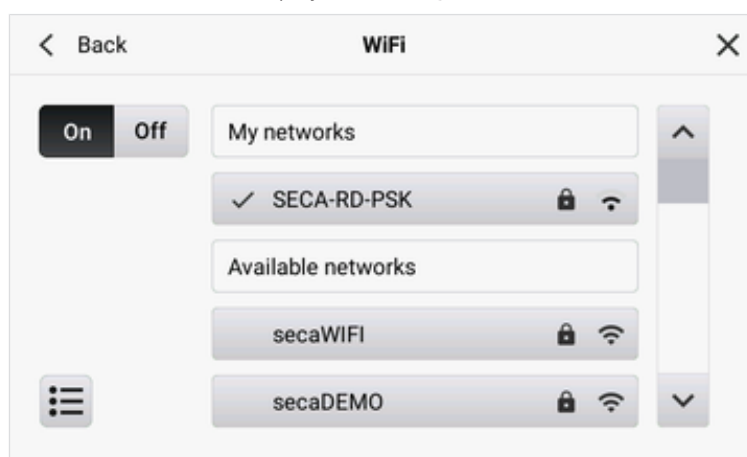 Back
WiFi
On
Off
My networks
SECA-RD-PSK
Available networks
secaWIFI
secaDEMO